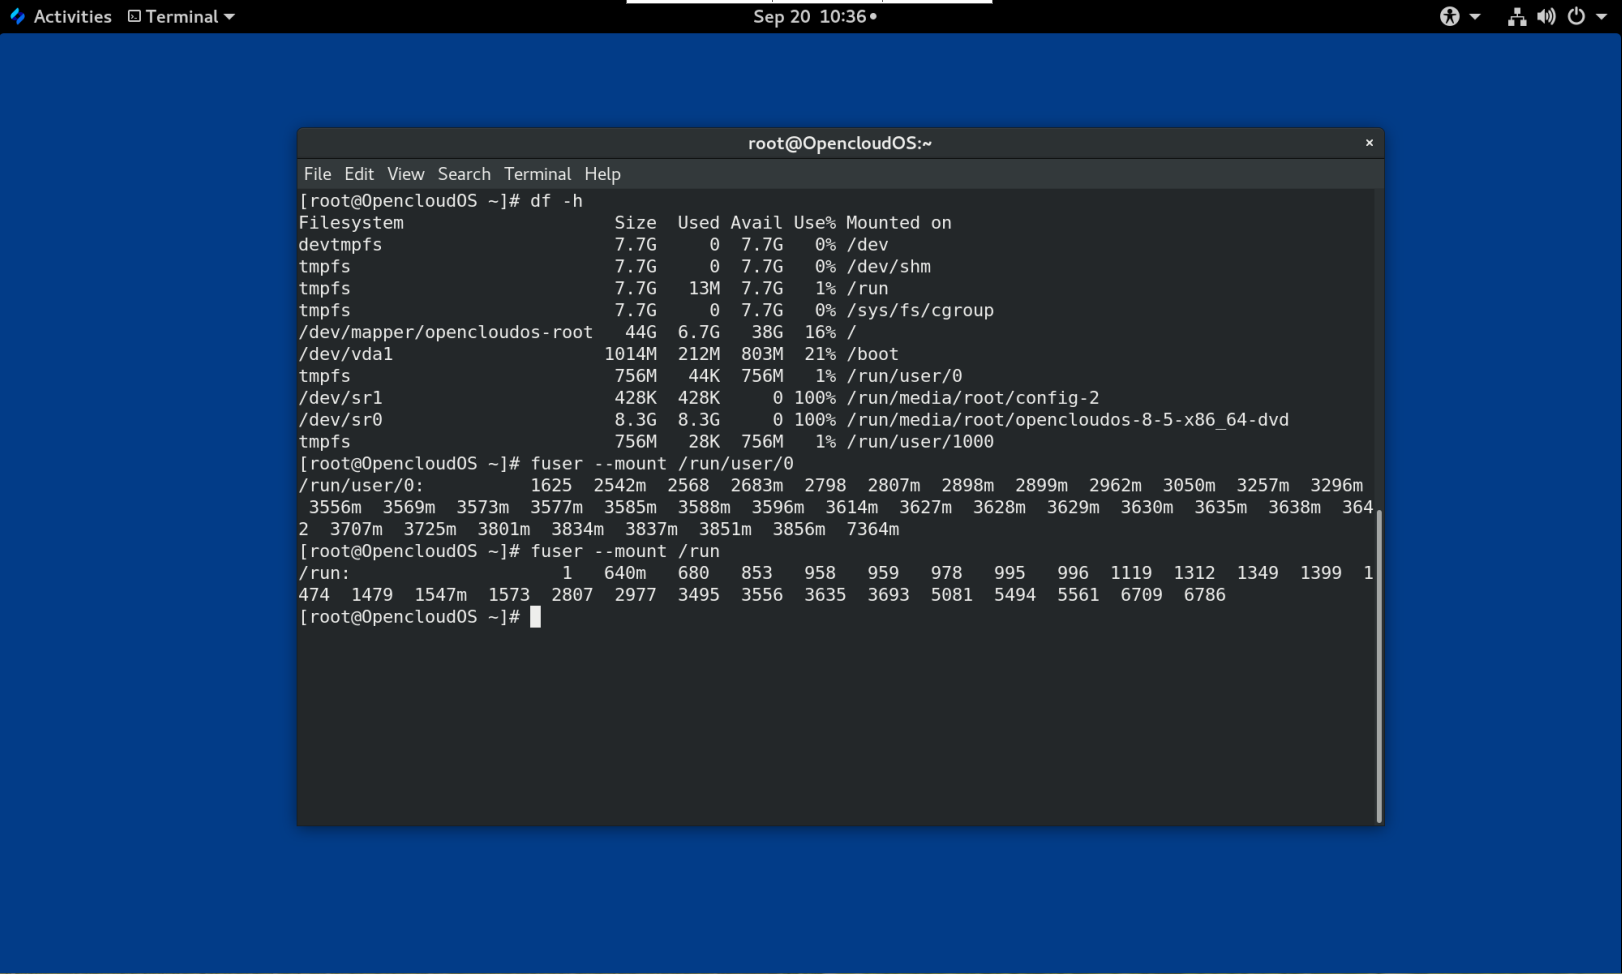 Activities Terminal Sep 20 10:36
root@OpencloudOS:~ ×
File Edit View Search Terminal Help
[root@OpencloudOS ~]# df -h
Filesystem                    Size  Used Avail Use% Mounted on
devtmpfs                      7.7G     0  7.7G   0% /dev
tmpfs                         7.7G     0  7.7G   0% /dev/shm
tmpfs                         7.7G   13M  7.7G   1% /run
tmpfs                         7.7G     0  7.7G   0% /sys/fs/cgroup
/dev/mapper/opencloudos-root   44G  6.7G   38G  16% /
/dev/vda1                    1014M  212M  803M  21% /boot
tmpfs                         756M   44K  756M   1% /run/user/0
/dev/sr1                      428K  428K     0 100% /run/media/root/config-2
/dev/sr0                      8.3G  8.3G     0 100% /run/media/root/opencloudos-8-5-x86_64-dvd
tmpfs                         756M   28K  756M   1% /run/user/1000
[root@OpencloudOS ~]# fuser --mount /run/user/0
/run/user/0:          1625  2542m  2568  2683m  2798  2807m  2898m  2899m  2962m  3050m  3257m  3296m
 3556m  3569m  3573m  3577m  3585m  3588m  3596m  3614m  3627m  3628m  3629m  3630m  3635m  3638m  364
2  3707m  3725m  3801m  3834m  3837m  3851m  3856m  7364m
[root@OpencloudOS ~]# fuser --mount /run
/run:                    1   640m   680   853   958   959   978   995   996  1119  1312  1349  1399  1
474  1479  1547m  1573  2807  2977  3495  3556  3635  3693  5081  5494  5561  6709  6786
[root@OpencloudOS ~]#